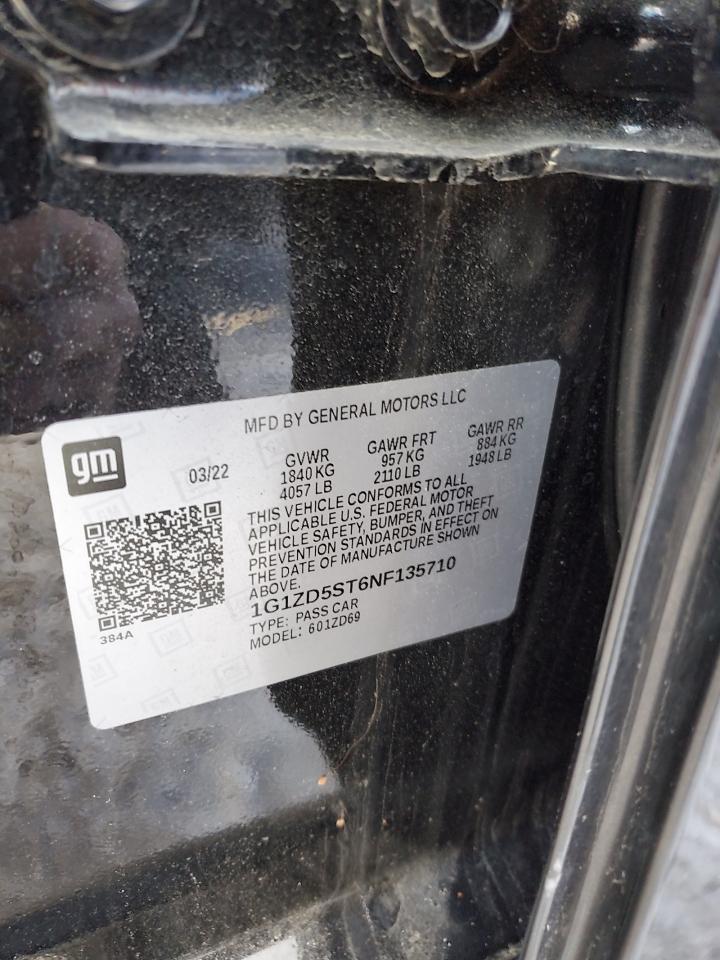 MFD BY GENERAL MOTORS LLC
gm
03/22
GVWR
1840 KG
4057 LB
GAWR FRT
957 KG
2110 LB
GAWR RR
884 KG
1948 LB
THIS VEHICLE CONFORMS TO ALL
APPLICABLE U.S. FEDERAL MOTOR
VEHICLE SAFETY, BUMPER, AND THEFT
PREVENTION STANDARDS IN EFFECT ON
THE DATE OF MANUFACTURE SHOWN
ABOVE.
1G1ZD5ST6NF135710
TYPE: PASS CAR
MODEL: 601ZD69
384A